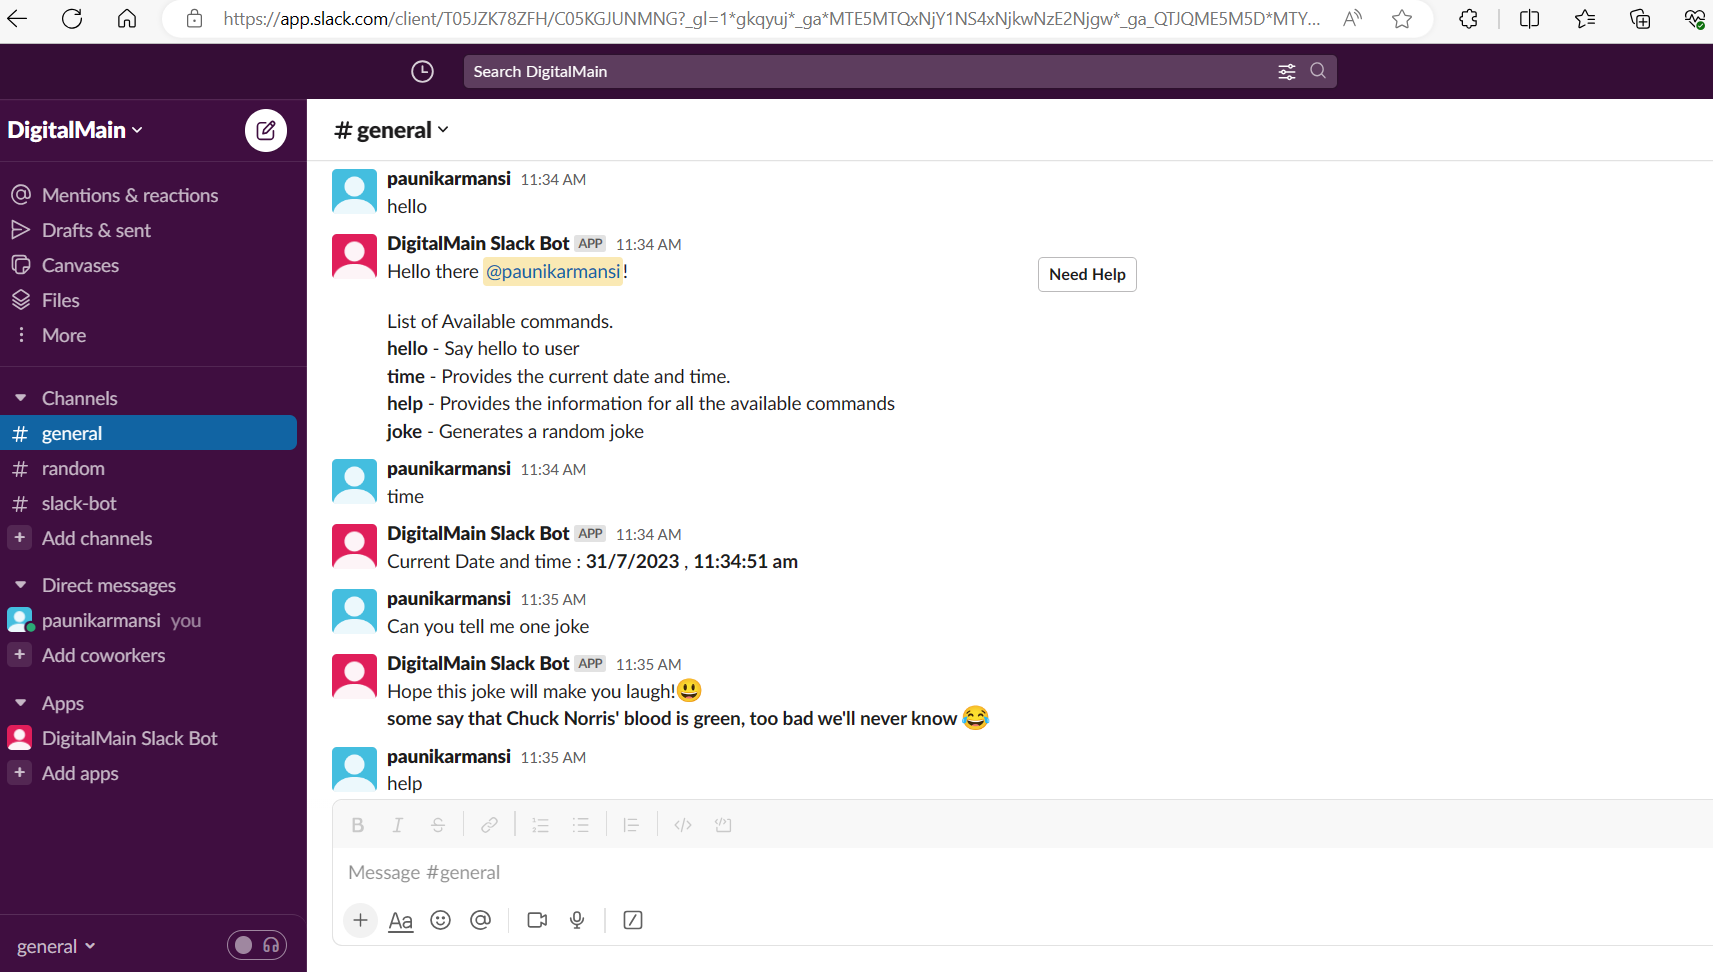 https://app.slack.com/client/T05JZK78ZFH/C05KGJUNMNG?_gl=1*gkqyuj*_ga*MTE5MTQxNjY1NS4xNjkwNzE2Njgw*_ga_QTJQME5M5D*MTY...
Search DigitalMain
DigitalMain
# general
Mentions & reactions
Drafts & sent
Canvases
Files
More
Channels
# general
# random
# slack-bot
+ Add channels
Direct messages
paunikarmansi you
+ Add coworkers
Apps
DigitalMain Slack Bot
+ Add apps
general
paunikarmansi 11:34 AM
hello
DigitalMain Slack Bot APP 11:34 AM
Hello there @paunikarmansi!
Need Help
List of Available commands.
hello - Say hello to user
time - Provides the current date and time.
help - Provides the information for all the available commands
joke - Generates a random joke
paunikarmansi 11:34 AM
time
DigitalMain Slack Bot APP 11:34 AM
Current Date and time : 31/7/2023 , 11:34:51 am
paunikarmansi 11:35 AM
Can you tell me one joke
DigitalMain Slack Bot APP 11:35 AM
Hope this joke will make you laugh!😃
some say that Chuck Norris' blood is green, too bad we'll never know 😂
paunikarmansi 11:35 AM
help
B I S
Message #general
+ Aa